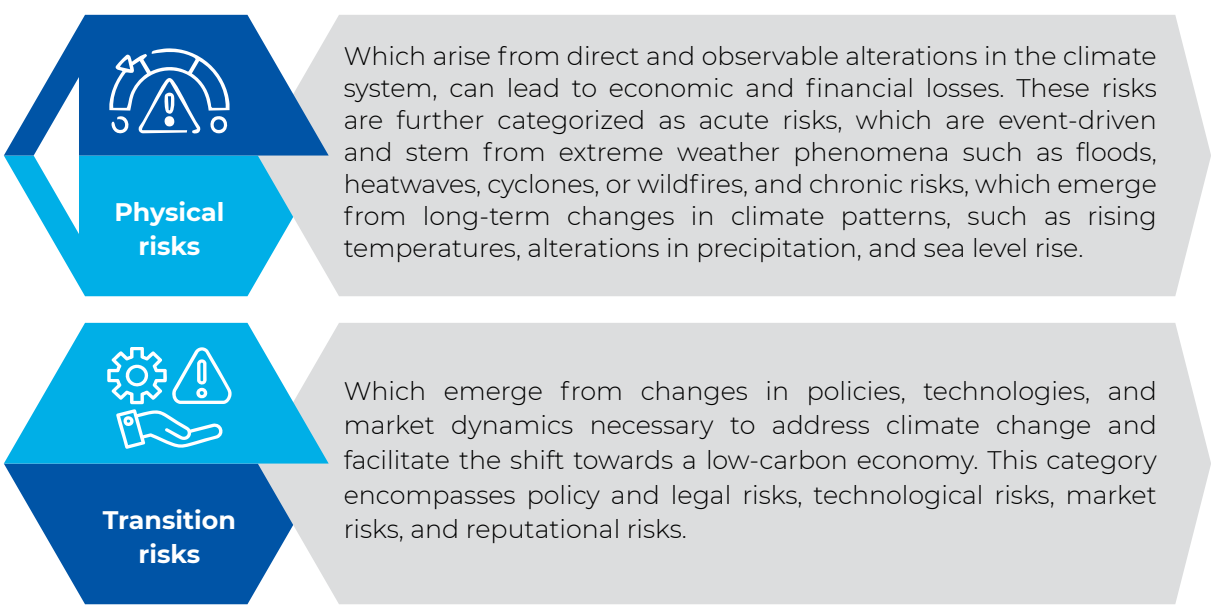 Physical
risks
Which arise from direct and observable alterations in the climate
system, can lead to economic and financial losses. These risks
are further categorized as acute risks, which are event-driven
and stem from extreme weather phenomena such as floods,
heatwaves, cyclones, or wildfires, and chronic risks, which emerge
from long-term changes in climate patterns, such as rising
temperatures, alterations in precipitation, and sea level rise.
Transition
risks
Which emerge from changes in policies, technologies, and
market dynamics necessary to address climate change and
facilitate the shift towards a low-carbon economy. This category
encompasses policy and legal risks, technological risks, market
risks, and reputational risks.